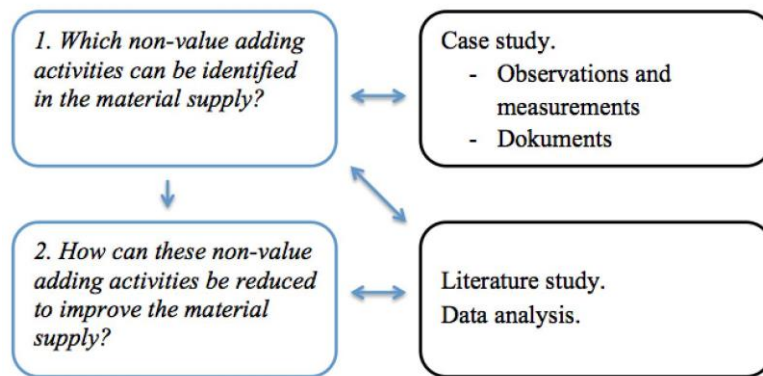 1. Which non-value adding
activities can be identified
in the material supply?
Case study.
- Observations and
measurements
- Dokuments
2. How can these non-value
adding activities be reduced
to improve the material
supply?
Literature study.
Data analysis.